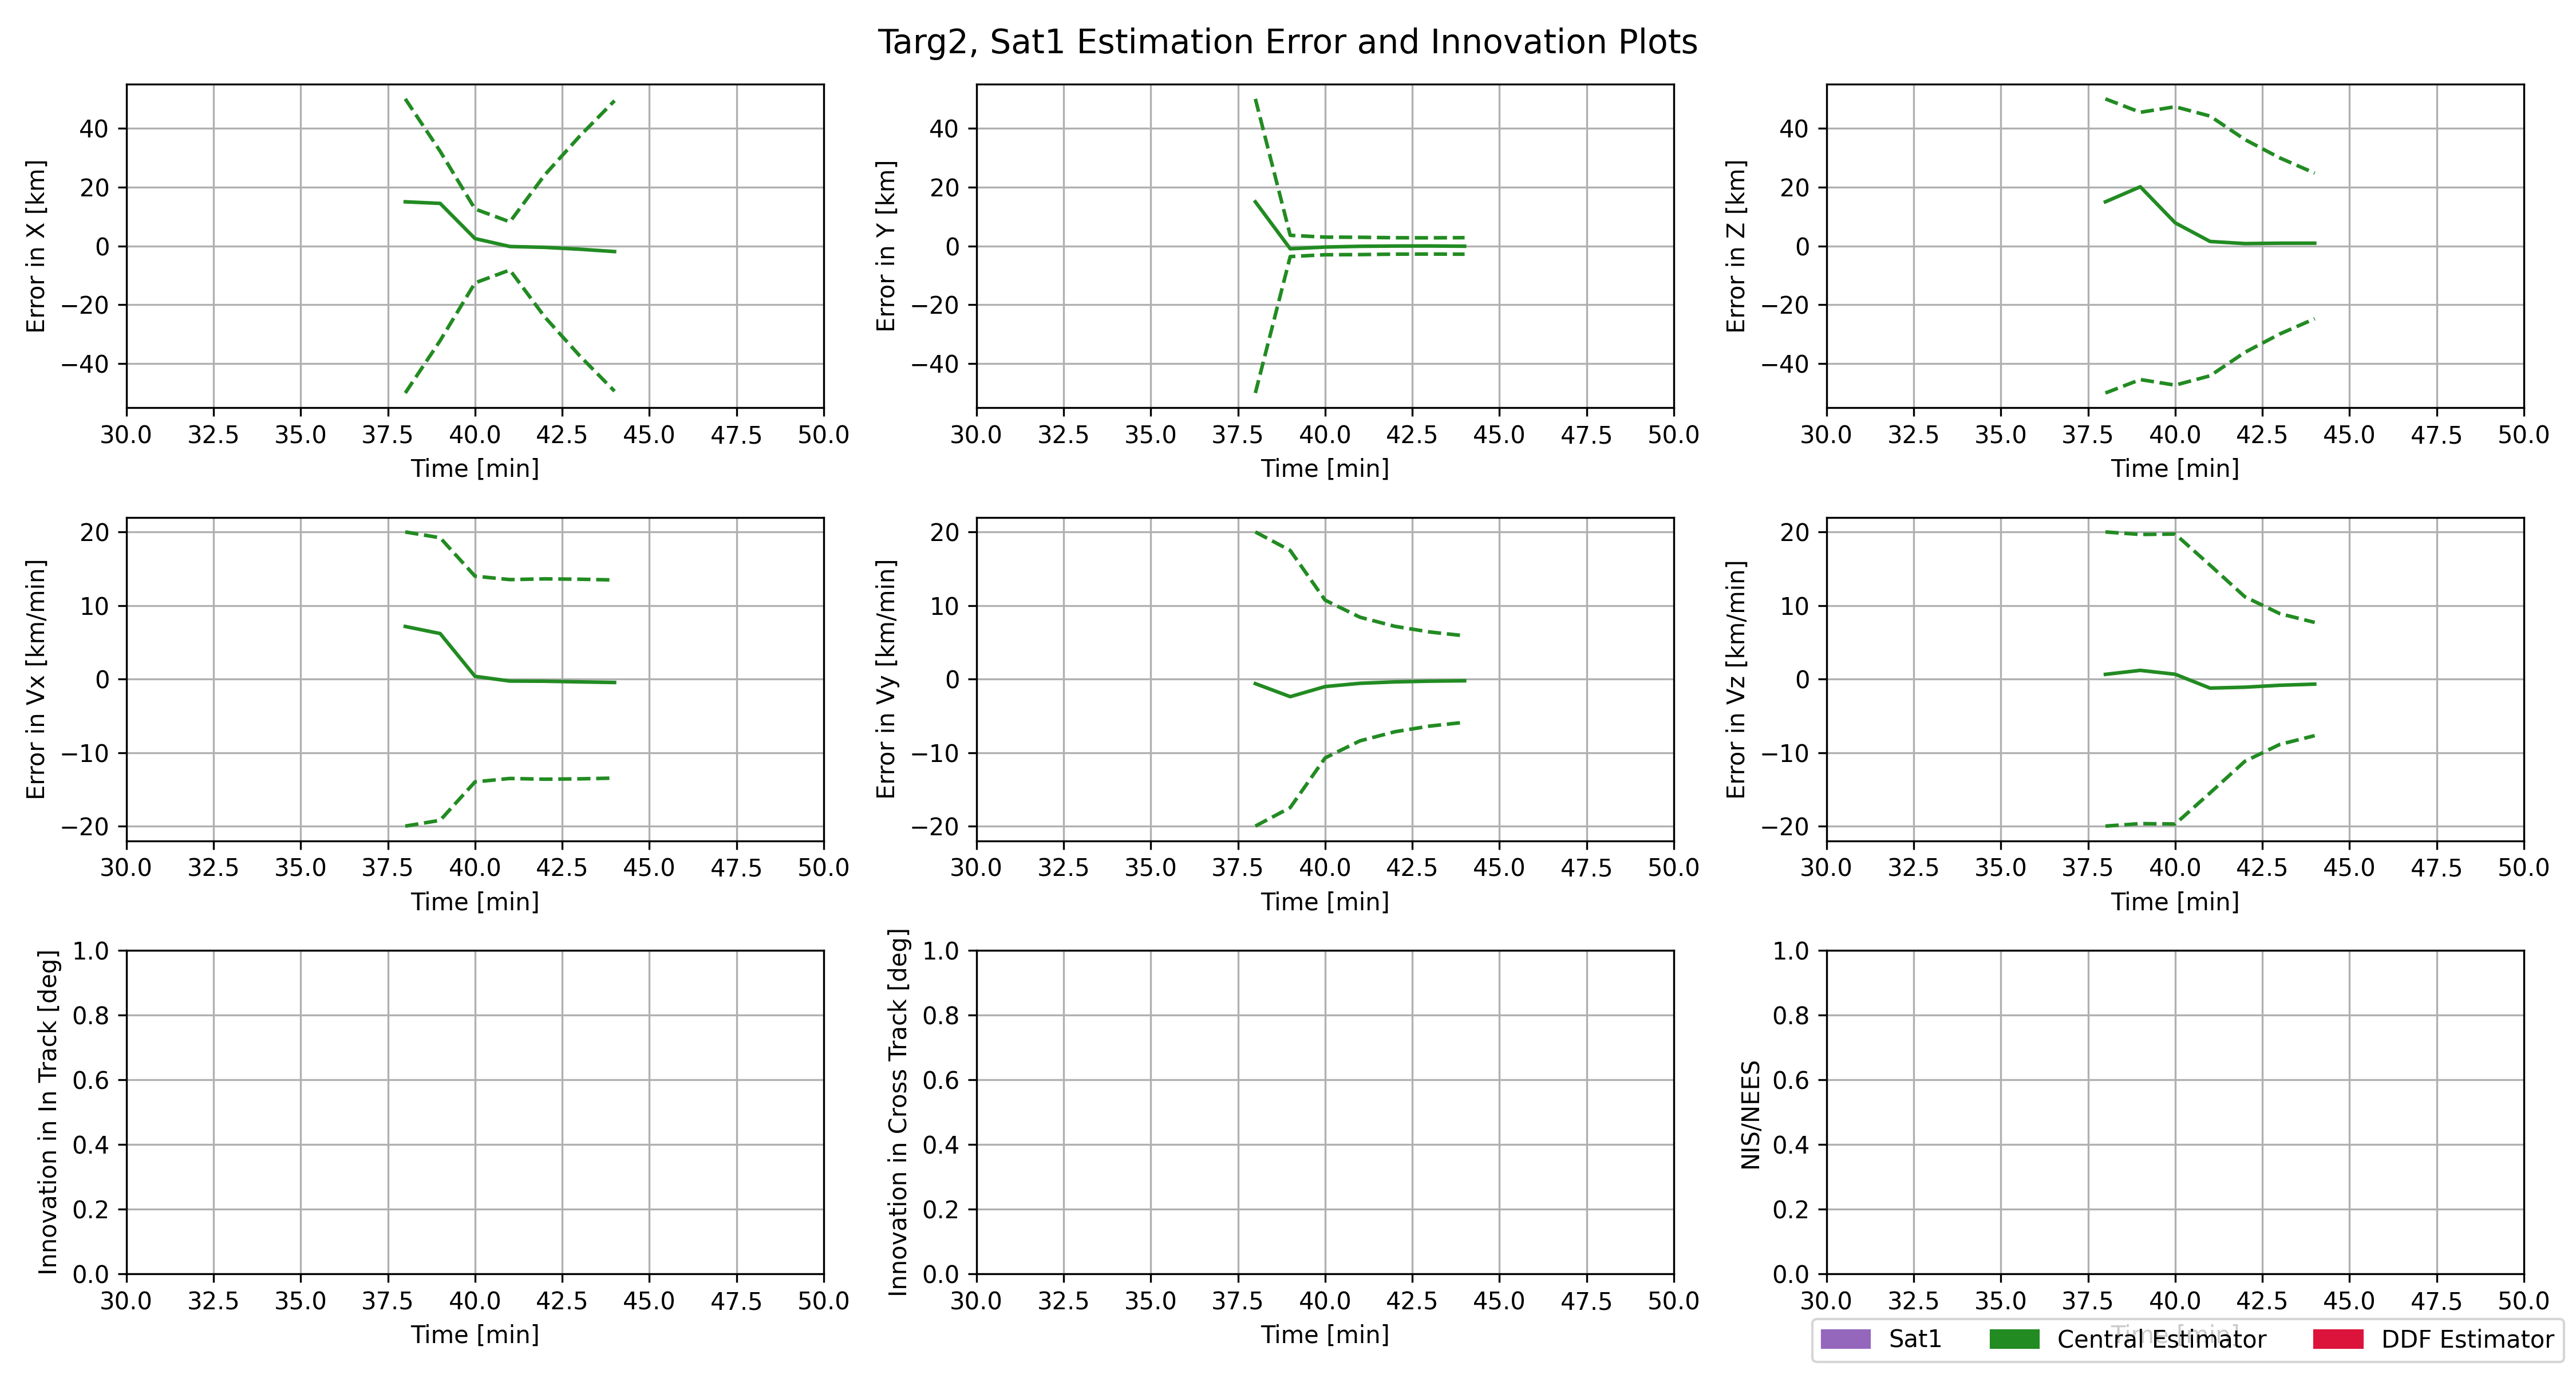 Targ2, Sat1 Estimation Error and Innovation Plots
Error in X [km]
40
20
0
−20
−40
30.0 32.5 35.0 37.5 40.0 42.5 45.0 47.5 50.0
Time [min]
Error in Y [km]
40
20
0
−20
−40
30.0 32.5 35.0 37.5 40.0 42.5 45.0 47.5 50.0
Time [min]
Error in Z [km]
40
20
0
−20
−40
30.0 32.5 35.0 37.5 40.0 42.5 45.0 47.5 50.0
Time [min]
Error in Vx [km/min]
20
10
0
−10
−20
30.0 32.5 35.0 37.5 40.0 42.5 45.0 47.5 50.0
Time [min]
Error in Vy [km/min]
20
10
0
−10
−20
30.0 32.5 35.0 37.5 40.0 42.5 45.0 47.5 50.0
Time [min]
Error in Vz [km/min]
20
10
0
−10
−20
30.0 32.5 35.0 37.5 40.0 42.5 45.0 47.5 50.0
Time [min]
Innovation in In Track [deg]
1.0
0.8
0.6
0.4
0.2
0.0
30.0 32.5 35.0 37.5 40.0 42.5 45.0 47.5 50.0
Time [min]
Innovation in Cross Track [deg]
1.0
0.8
0.6
0.4
0.2
0.0
30.0 32.5 35.0 37.5 40.0 42.5 45.0 47.5 50.0
Time [min]
NIS/NEES
1.0
0.8
0.6
0.4
0.2
0.0
30.0 32.5 35.0 37.5 40.0 42.5 45.0 47.5 50.0
Time [min]
Sat1 Central Estimator DDF Estimator